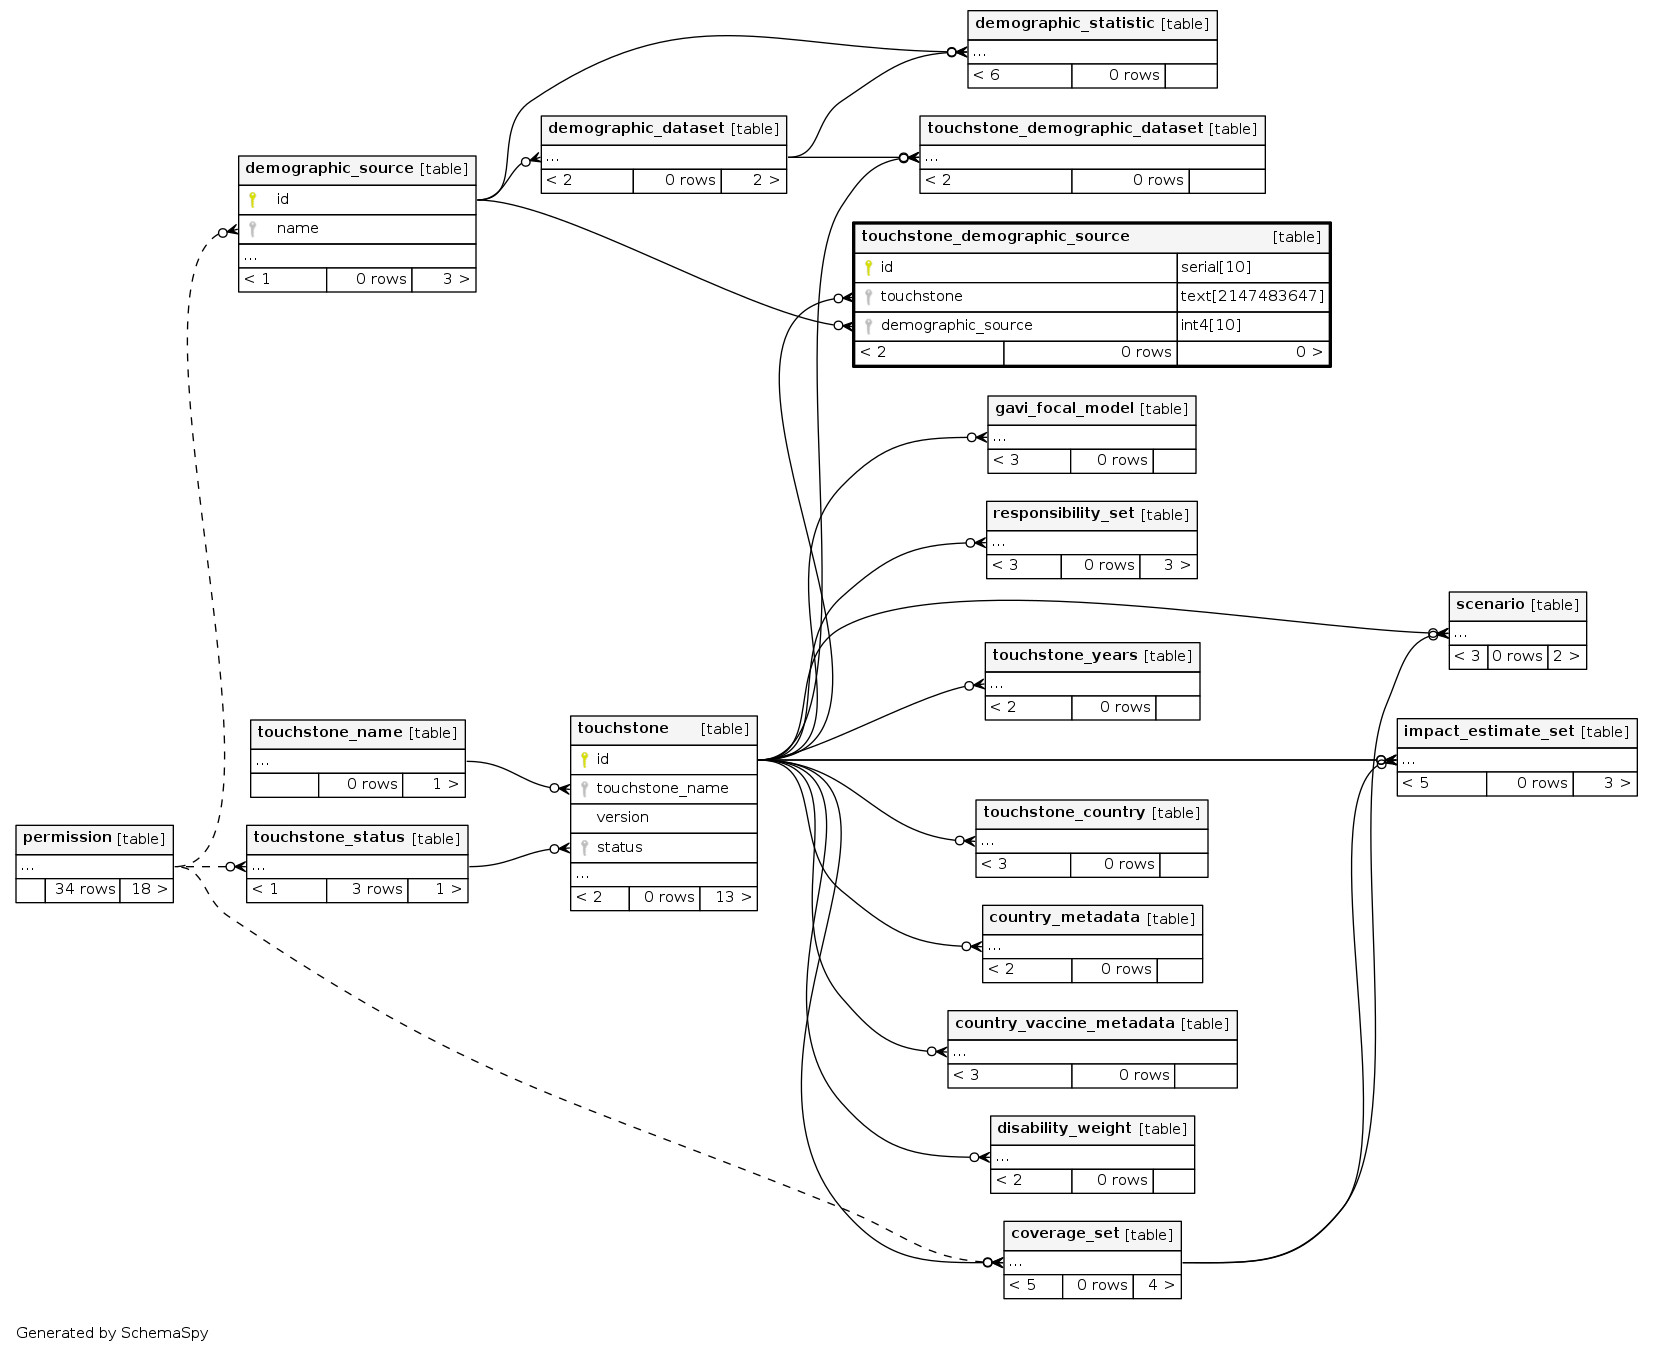 demographic_statistic [table]
...
< 6 0 rows
demographic_dataset [table]
...
< 2 0 rows 2 >
touchstone_demographic_dataset [table]
...
< 2 0 rows
demographic_source [table]
id
name
...
< 1 0 rows 3 >
touchstone_demographic_source [table]
id serial[10]
touchstone text[2147483647]
demographic_source int4[10]
< 2 0 rows 0 >
gavi_focal_model [table]
...
< 3 0 rows
responsibility_set [table]
...
< 3 0 rows 3 >
scenario [table]
...
< 3 0 rows 2 >
touchstone_years [table]
...
< 2 0 rows
touchstone_name [table]
...
0 rows 1 >
touchstone [table]
id
touchstone_name
version
status
...
< 2 0 rows 13 >
impact_estimate_set [table]
...
< 5 0 rows 3 >
permission [table]
...
34 rows 18 >
touchstone_status [table]
...
< 1 3 rows 1 >
touchstone_country [table]
...
< 3 0 rows
country_metadata [table]
...
< 2 0 rows
country_vaccine_metadata [table]
...
< 3 0 rows
disability_weight [table]
...
< 2 0 rows
coverage_set [table]
...
< 5 0 rows 4 >
Generated by SchemaSpy